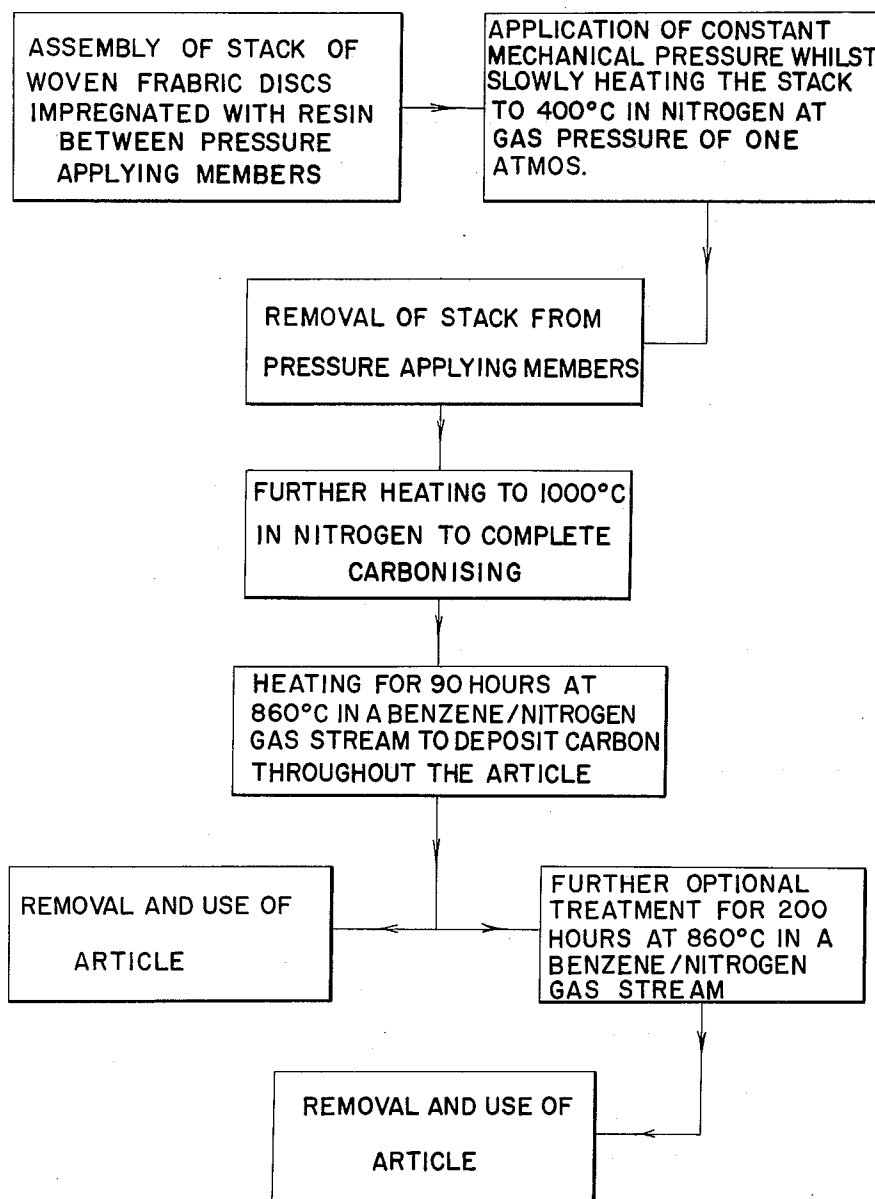 ASSEMBLY OF STACK OF
WOVEN FRABRIC DISCS
IMPREGNATED WITH RESIN
BETWEEN PRESSURE
APPLYING MEMBERS
APPLICATION OF CONSTANT
MECHANICAL PRESSURE WHILST
SLOWLY HEATING THE STACK
TO 400°C IN NITROGEN AT
GAS PRESSURE OF ONE
ATMOS.
REMOVAL OF STACK FROM
PRESSURE APPLYING MEMBERS
FURTHER HEATING TO 1000°C
IN NITROGEN TO COMPLETE
CARBONISING
HEATING FOR 90 HOURS AT
860°C IN A BENZENE/NITROGEN
GAS STREAM TO DEPOSIT CARBON
THROUGHOUT THE ARTICLE
REMOVAL AND USE OF
ARTICLE
FURTHER OPTIONAL
TREATMENT FOR 200
HOURS AT 860°C IN A
BENZENE/NITROGEN
GAS STREAM
REMOVAL AND USE OF
ARTICLE